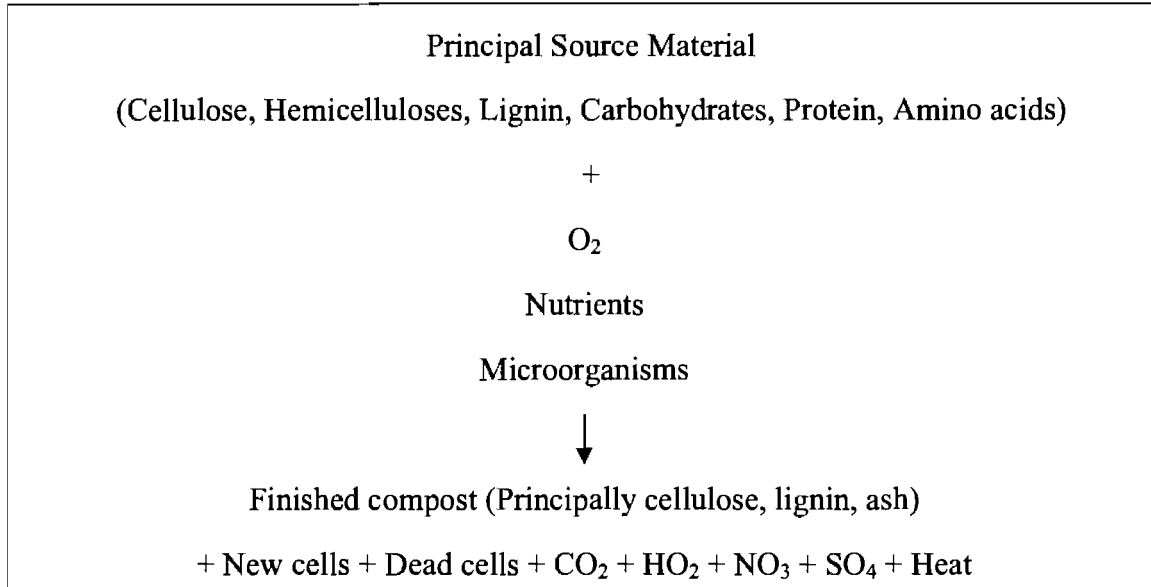 Principal Source Material
(Cellulose, Hemicelluloses, Lignin, Carbohydrates, Protein, Amino acids)
+
O₂
Nutrients
Microorganisms
Finished compost (Principally cellulose, lignin, ash)
+ New cells + Dead cells + CO₂ + HO₂ + NO₃ + SO₄ + Heat